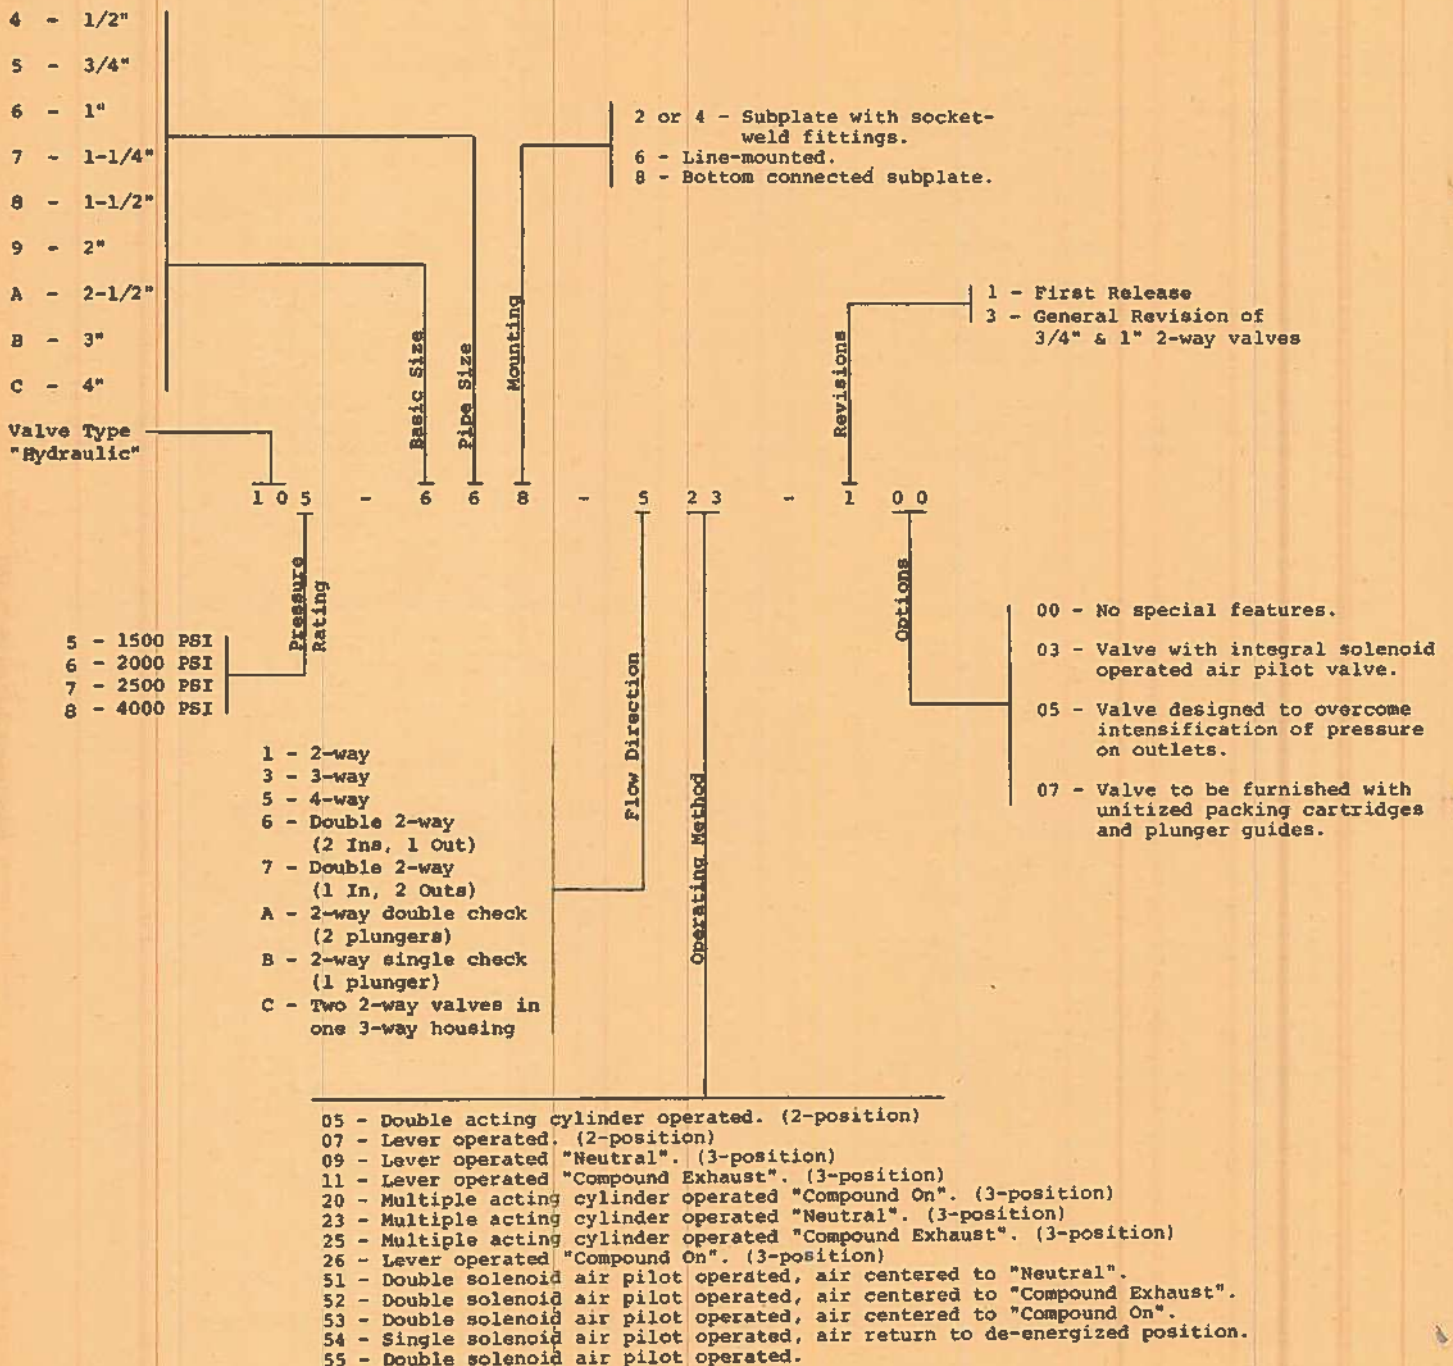 4 - 1/2"
5 - 3/4"
6 - 1"
7 - 1-1/4"
8 - 1-1/2"
9 - 2"
A - 2-1/2"
B - 3"
C - 4"
2 or 4 - Subplate with socket-
weld fittings.
6 - Line-mounted.
8 - Bottom connected subplate.
1 - First Release
3 - General Revision of
3/4" & 1" 2-way valves
Basic Size
Pipe Size
Mounting
Revisions
Valve Type
"Hydraulic"
1 0 5 - 6 6 8 - 5 2 3 - 1 0 0
Pressure
Rating
5 - 1500 PSI
6 - 2000 PSI
7 - 2500 PSI
8 - 4000 PSI
Flow Direction
Operating Method
Options
00 - No special features.
03 - Valve with integral solenoid
operated air pilot valve.
05 - Valve designed to overcome
intensification of pressure
on outlets.
07 - Valve to be furnished with
unitized packing cartridges
and plunger guides.
1 - 2-way
3 - 3-way
5 - 4-way
6 - Double 2-way
(2 Ins, 1 Out)
7 - Double 2-way
(1 In, 2 Outs)
A - 2-way double check
(2 plungers)
B - 2-way single check
(1 plunger)
C - Two 2-way valves in
one 3-way housing
05 - Double acting cylinder operated. (2-position)
07 - Lever operated. (2-position)
09 - Lever operated "Neutral". (3-position)
11 - Lever operated "Compound Exhaust". (3-position)
20 - Multiple acting cylinder operated "Compound On". (3-position)
23 - Multiple acting cylinder operated "Neutral". (3-position)
25 - Multiple acting cylinder operated "Compound Exhaust". (3-position)
26 - Lever operated "Compound On". (3-position)
51 - Double solenoid air pilot operated, air centered to "Neutral".
52 - Double solenoid air pilot operated, air centered to "Compound Exhaust".
53 - Double solenoid air pilot operated, air centered to "Compound On".
54 - Single solenoid air pilot operated, air return to de-energized position.
55 - Double solenoid air pilot operated.